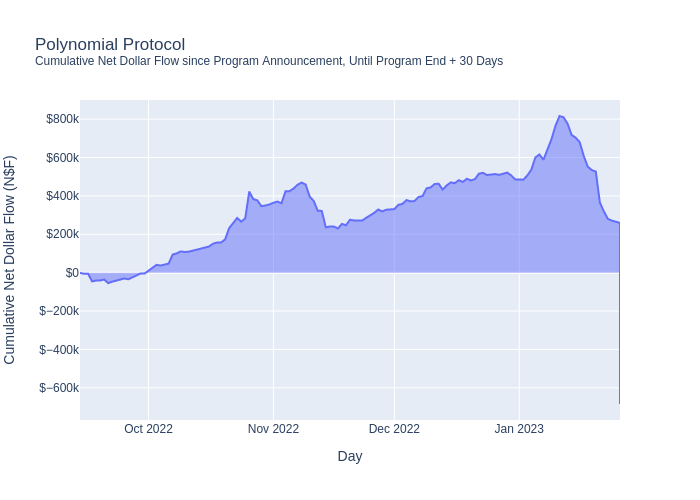 Polynomial Protocol
Cumulative Net Dollar Flow since Program Announcement, Until Program End + 30 Days
Cumulative Net Dollar Flow (N$F)
$800k
$600k
$400k
$200k
$0
$−200k
$−400k
$−600k
Oct 2022
Nov 2022
Dec 2022
Jan 2023
Day